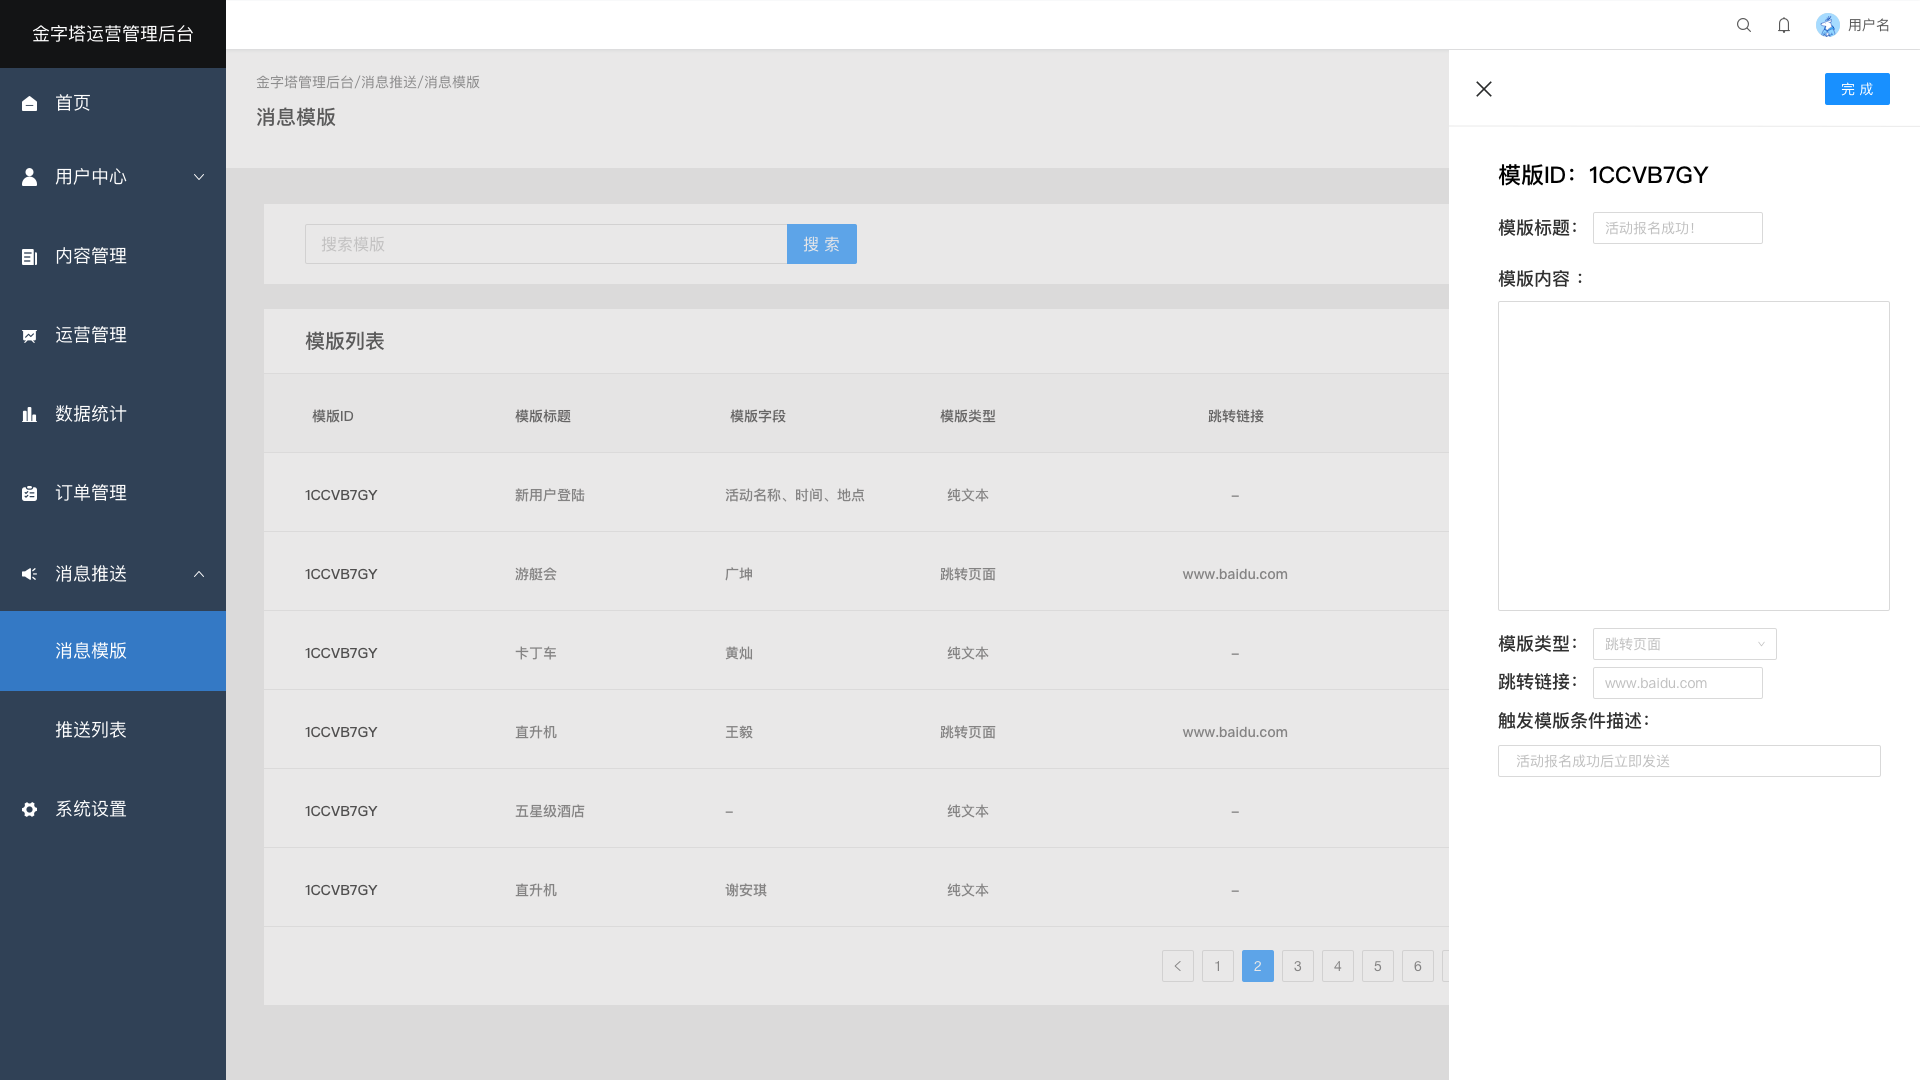 金字塔运营管理后台
用户名
首页
用户中心
内容管理
运营管理
数据统计
订单管理
消息推送
消息模版
推送列表
系统设置
金字塔管理后台/消息推送/消息模版
消息模版
搜索模版
搜 索
模版列表
模版ID 模版标题 模版字段 模版类型 跳转链接
1CCVB7GY 新用户登陆 活动名称、时间、地点 纯文本 –
1CCVB7GY 游艇会 广坤 跳转页面 www.baidu.com
1CCVB7GY 卡丁车 黄灿 纯文本 –
1CCVB7GY 直升机 王毅 跳转页面 www.baidu.com
1CCVB7GY 五星级酒店 – 纯文本 –
1CCVB7GY 直升机 谢安琪 纯文本 –
1 2 3 4 5 6
完 成
模版ID：1CCVB7GY
模版标题： 活动报名成功！
模版内容 ：
模版类型： 跳转页面
跳转链接： www.baidu.com
触发模版条件描述：
活动报名成功后立即发送